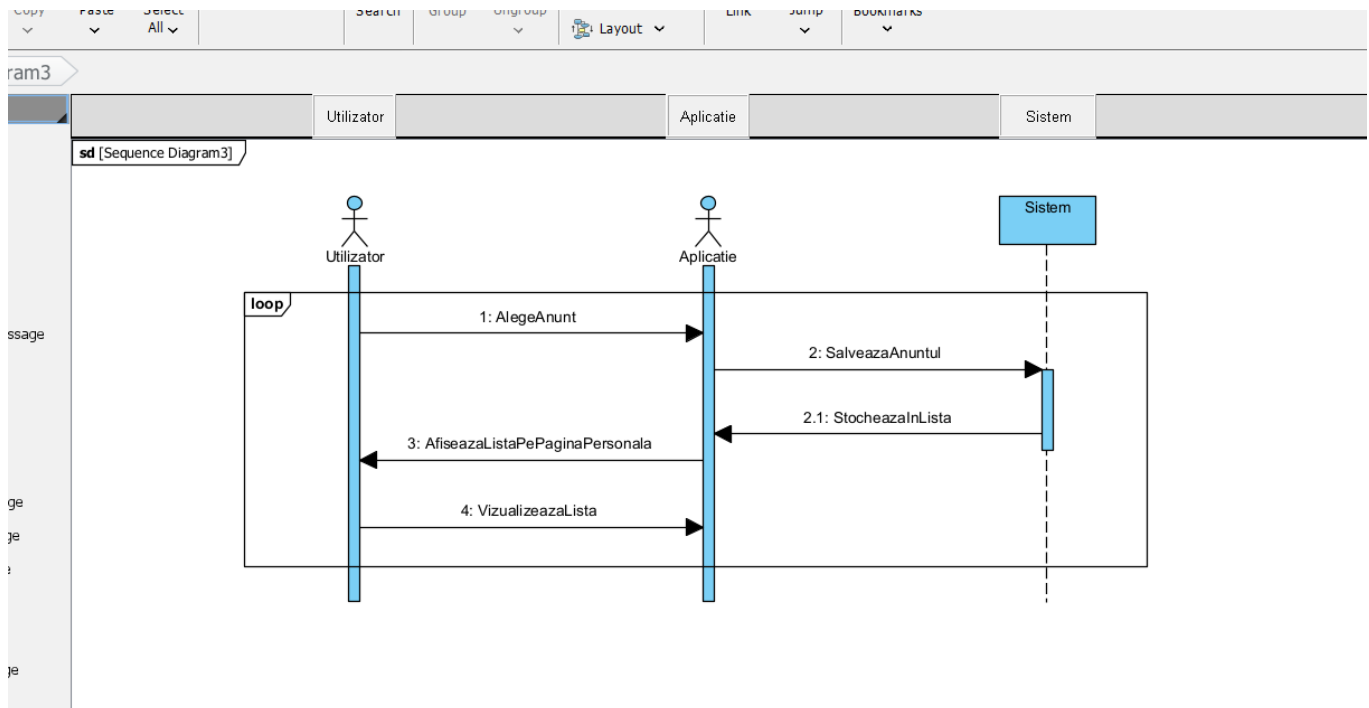 Copy
Paste
Select
All
Search
Group
Ungroup
Layout
Link
Jump
Bookmarks
ram3
Utilizator
Aplicatie
Sistem
sd [Sequence Diagram3]
Sistem
Utilizator
Aplicatie
loop
1: AlegeAnunt
ssage
2: SalveazaAnuntul
2.1: StocheazaInLista
3: AfiseazaListaPePaginaPersonala
ge
4: VizualizeazaLista
ge
e
ge